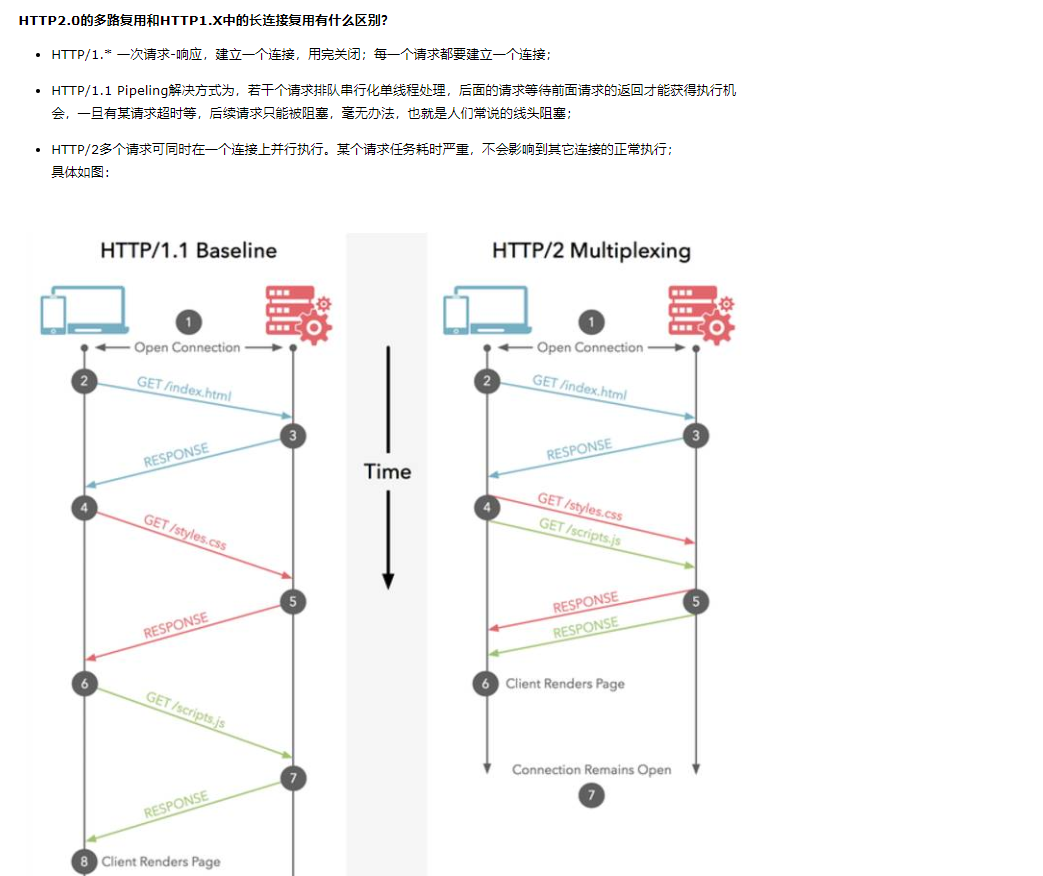 HTTP2.0的多路复用和HTTP1.X中的长连接复用有什么区别?
HTTP/1.* 一次请求-响应，建立一个连接，用完关闭；每一个请求都要建立一个连接；
HTTP/1.1 Pipeling解决方式为，若干个请求排队串行化单线程处理，后面的请求等待前面请求的返回才能获得执行机
会，一旦有某请求超时等，后续请求只能被阻塞，毫无办法，也就是人们常说的线头阻塞；
HTTP/2多个请求可同时在一个连接上并行执行。某个请求任务耗时严重，不会影响到其它连接的正常执行；
具体如图：
HTTP/1.1 Baseline
1
Open Connection
2
GET /index.html
3
RESPONSE
4
GET /styles.css
5
RESPONSE
6
GET /scripts.js
7
RESPONSE
8 Client Renders Page
Time
HTTP/2 Multiplexing
1
Open Connection
2
GET /index.html
3
RESPONSE
4
GET /styles.css
GET /scripts.js
5
RESPONSE
RESPONSE
6 Client Renders Page
Connection Remains Open
7